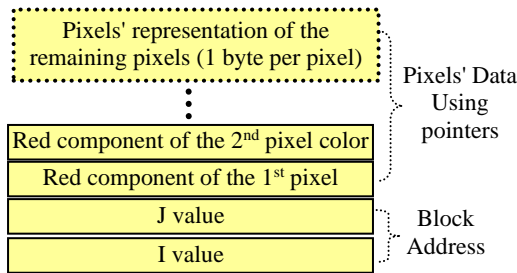 Pixels' representation of the
remaining pixels (1 byte per pixel)
Red component of the 2nd pixel color
Red component of the 1st pixel
J value
I value
Pixels' Data
Using
pointers
Block
Address